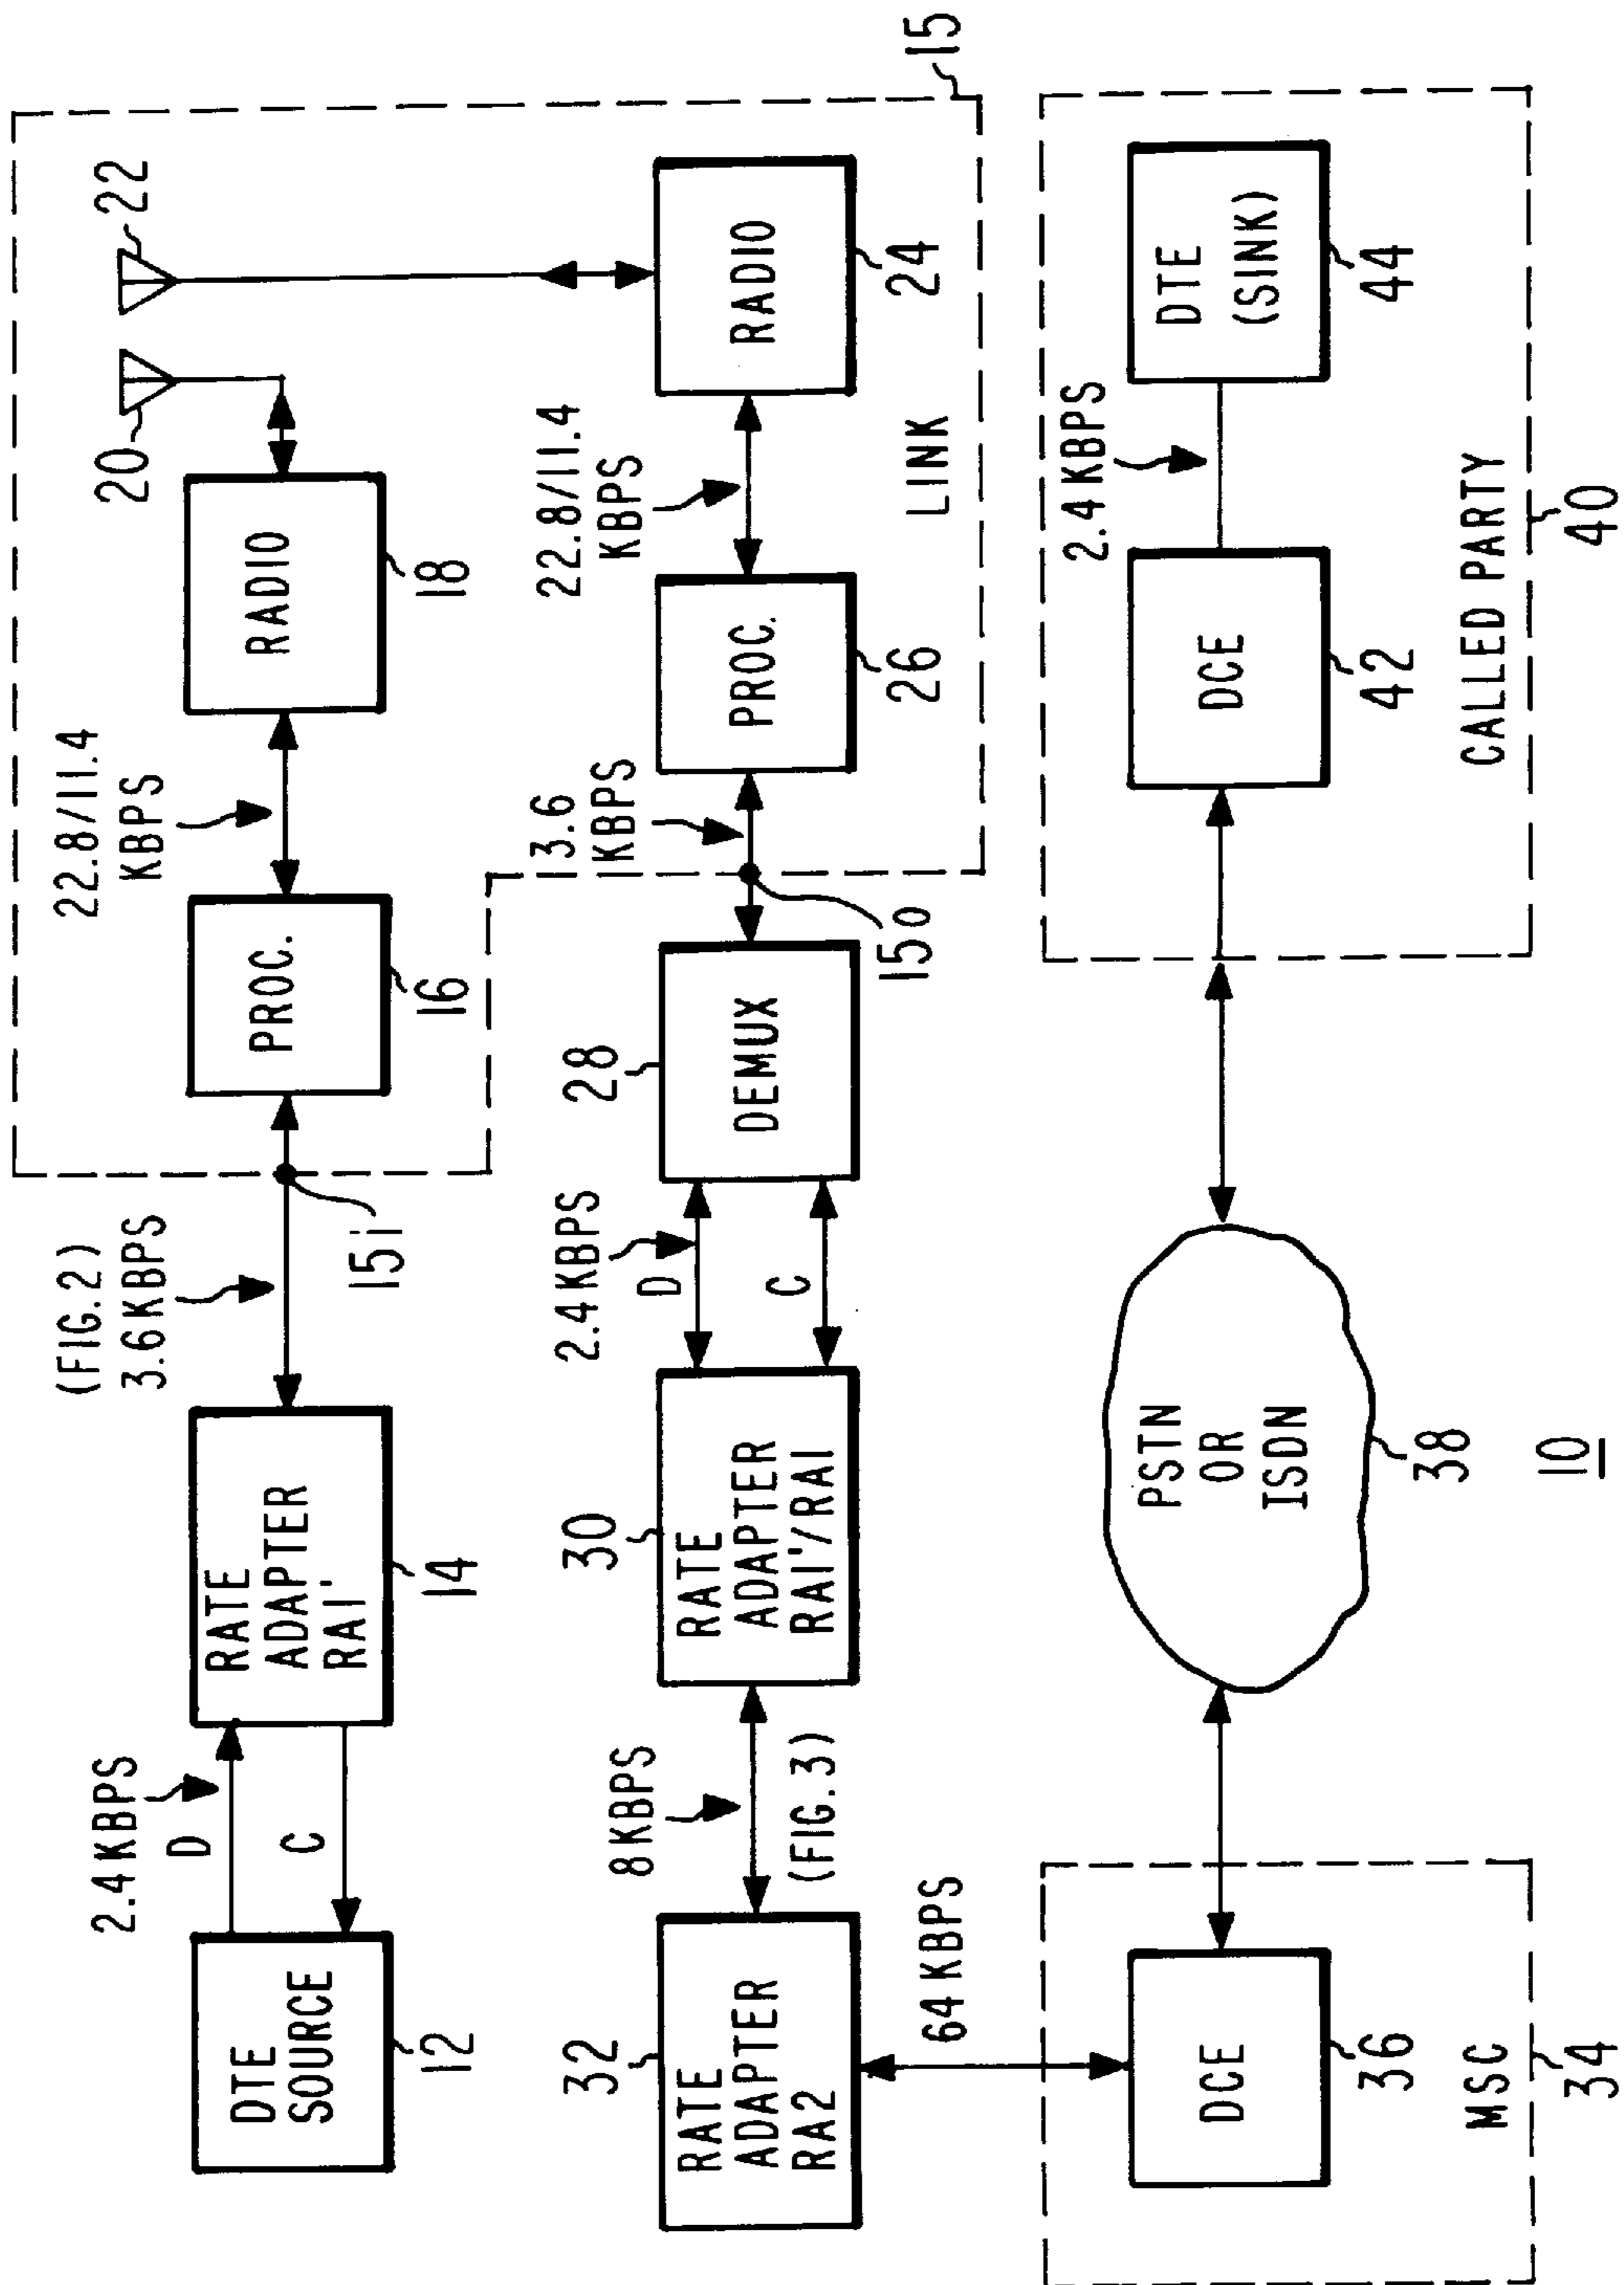 (FIG.2)
2.4 KBPS
D
C
DTE
SOURCE
12
RATE
ADAPTER
RA1'
14
3.6 KBPS
15i
PROC.
16
22.8/11.4
KBPS
RADIO
18
20
22
15
RATE
ADAPTER
RA2
32
8 KBPS
(FIG.3)
RATE
ADAPTER
RA1'/RA1
30
2.4 KBPS
D
C
DEMUX
28
15o
3.6
KBPS
PROC.
26
22.8/11.4
KBPS
RADIO
24
LINK
64 KBPS
DCE
36
MSC
34
PSTN
OR
ISDN
38
10
DCE
42
2.4 KBPS
DTE
(SINK)
44
CALLED PARTY
40